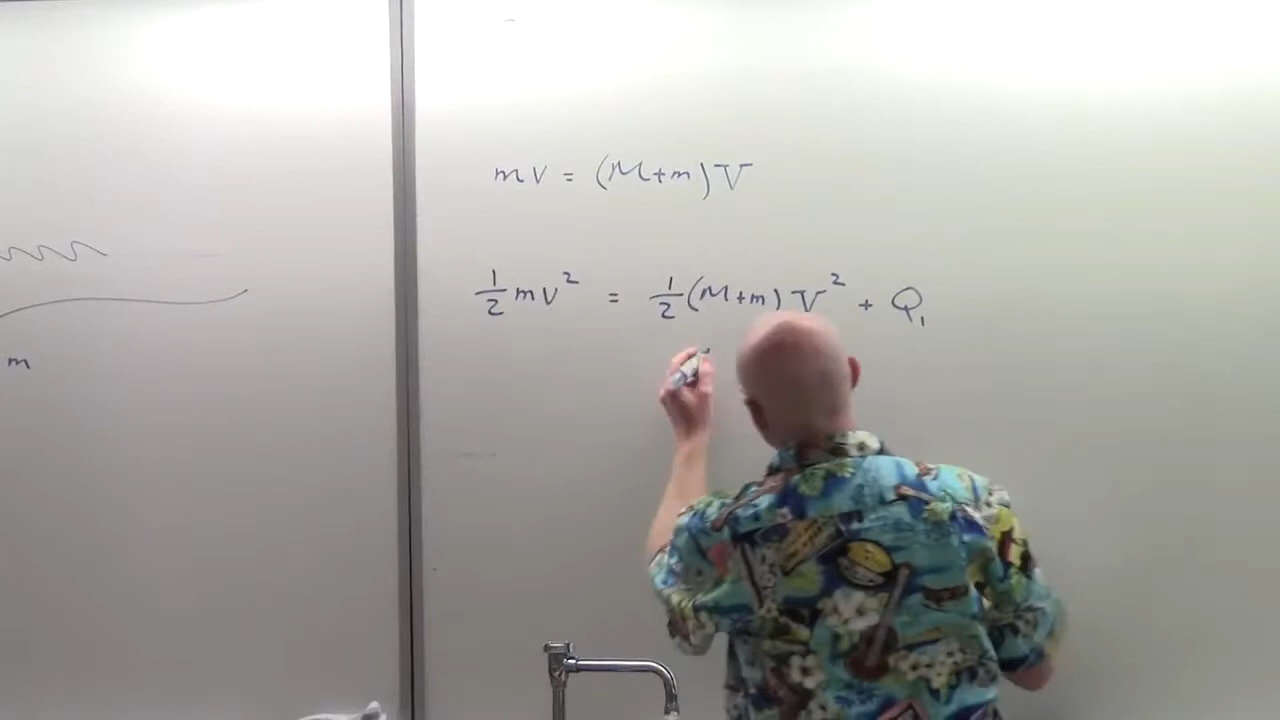 m
mv = (M+m)V
1/2 mv² = 1/2 (M+m) V² + Q₁